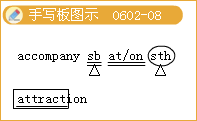 手写板图示 0602-08
accompany sb at/on sth
attraction